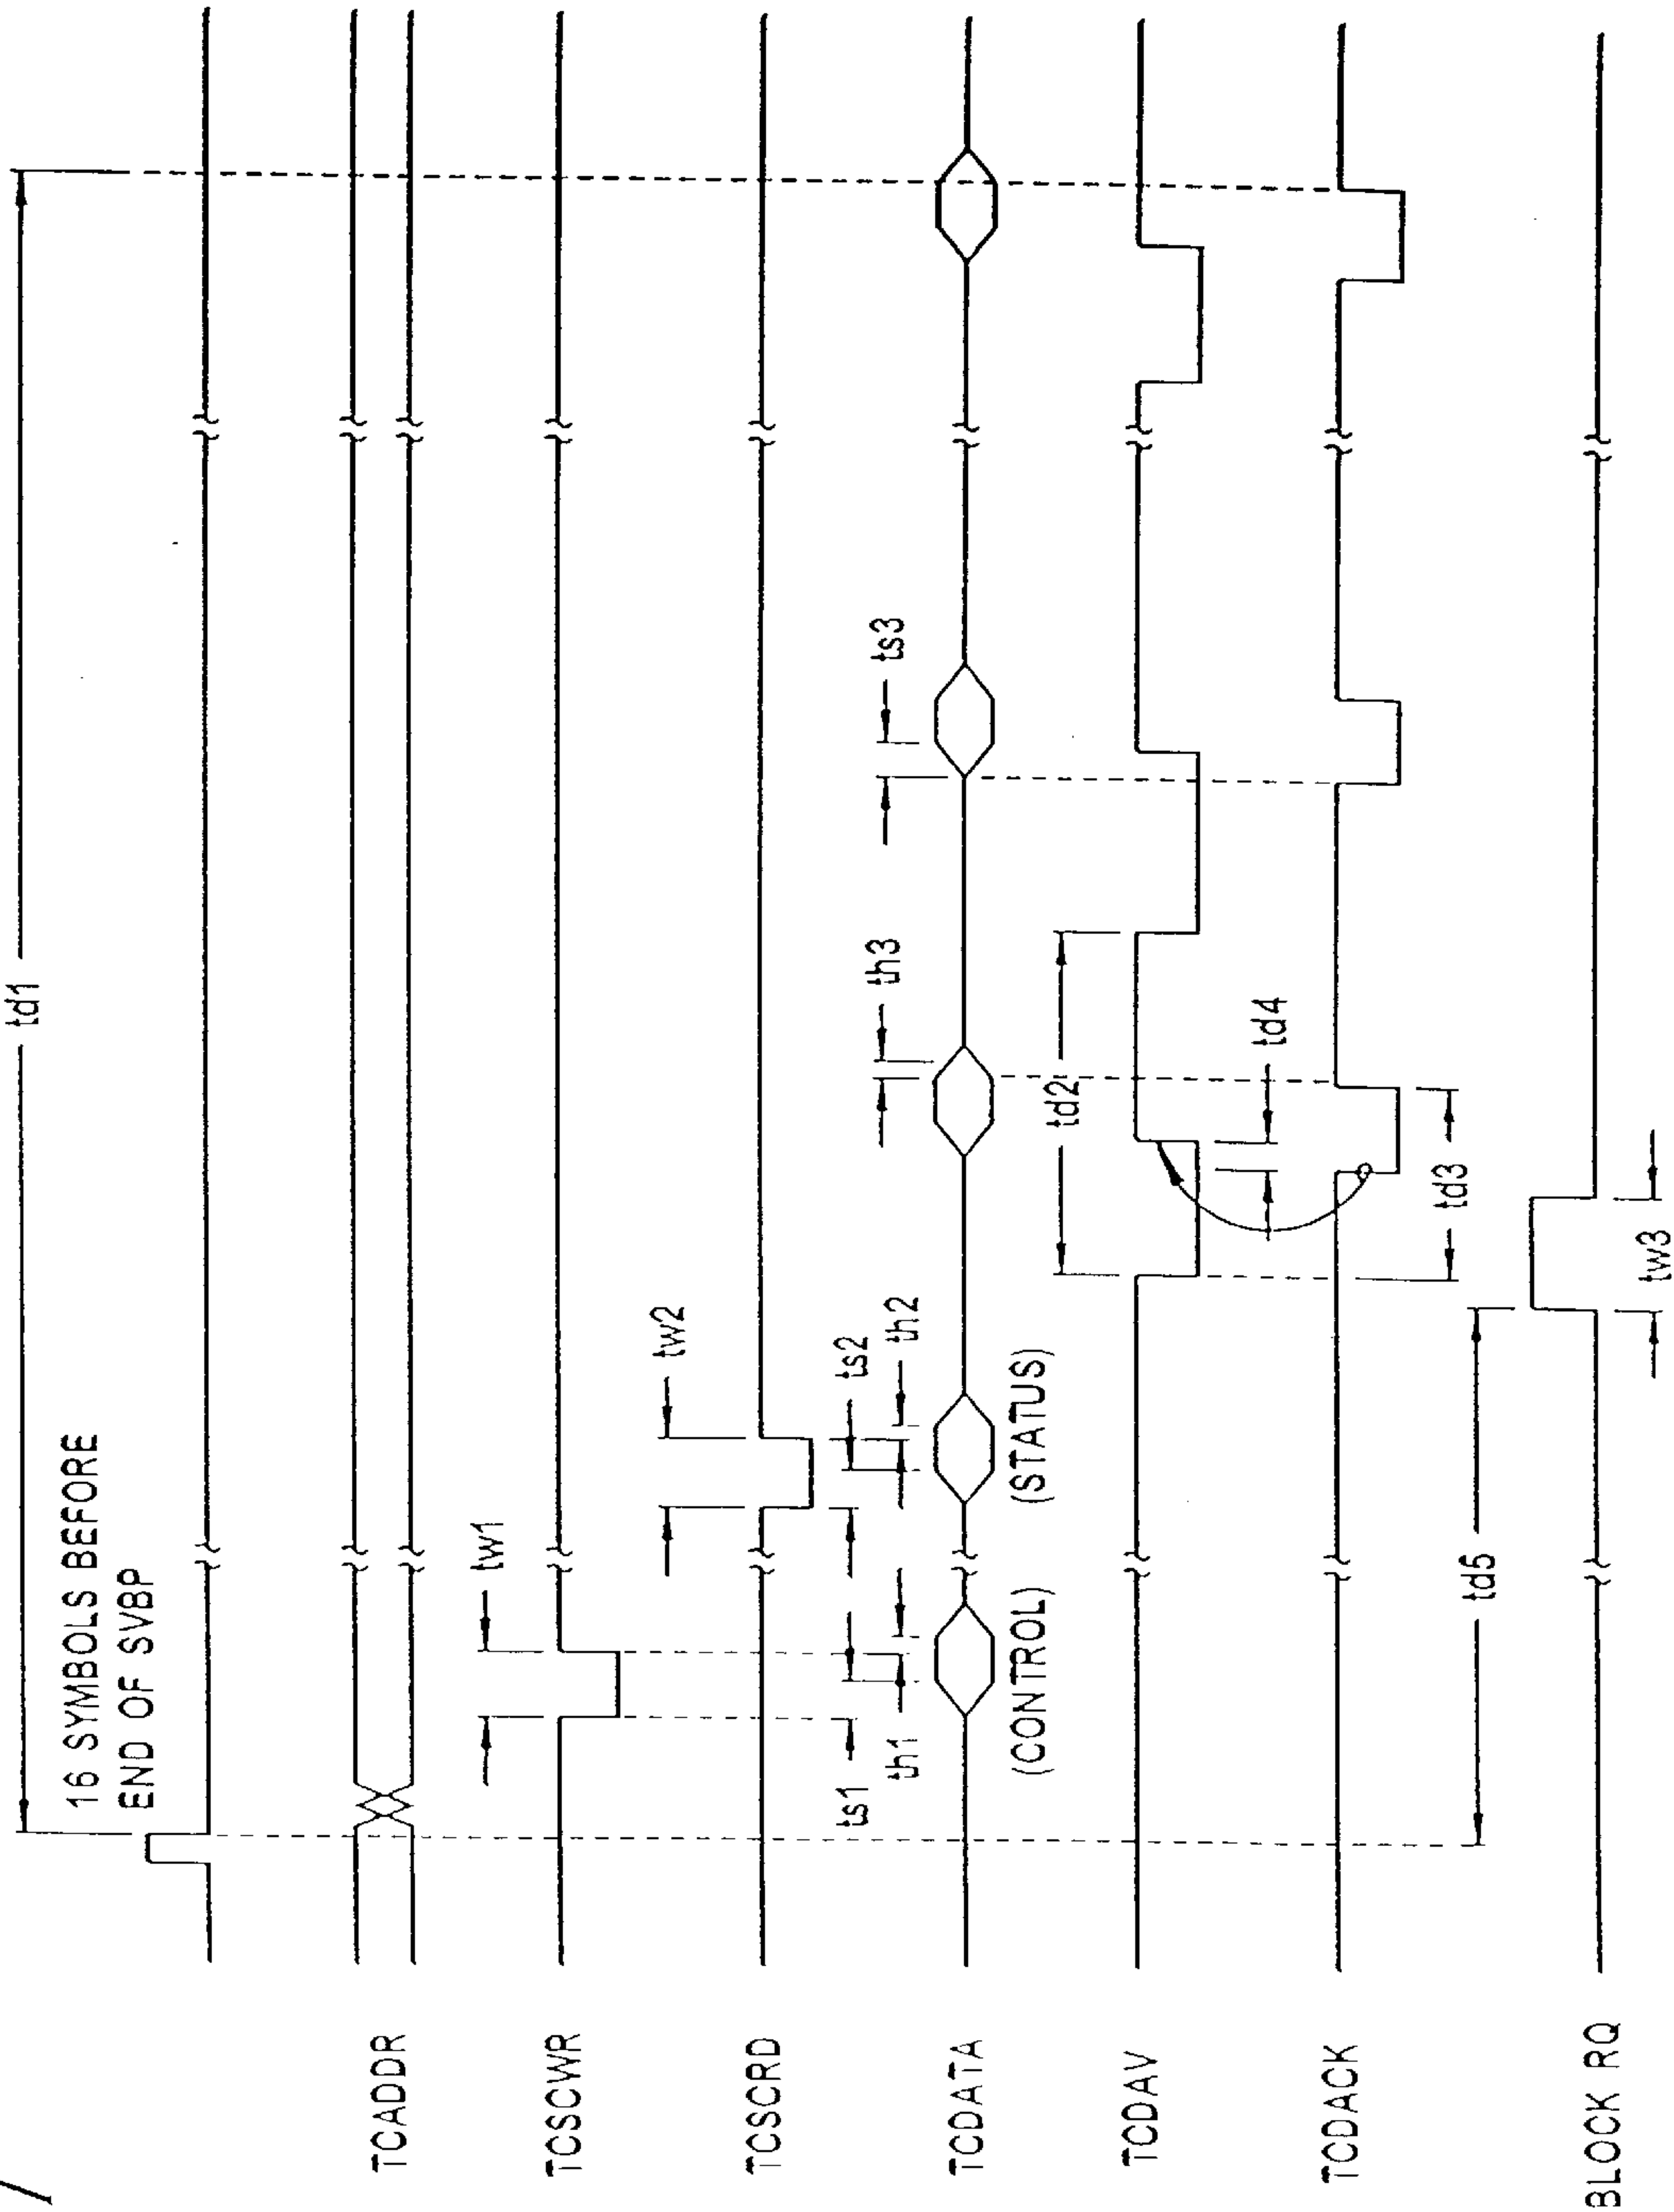 td1
16 SYMBOLS BEFORE
END OF SVBP
TCADDR
TCSCWR
tw1
TCSCRD
tw2
ts1
ts2
th1
th2
th3
ts3
TCDATA
(CONTROL)
(STATUS)
TCDAV
td2
td4
TCDACK
td3
td5
BLOCK RQ
tw3